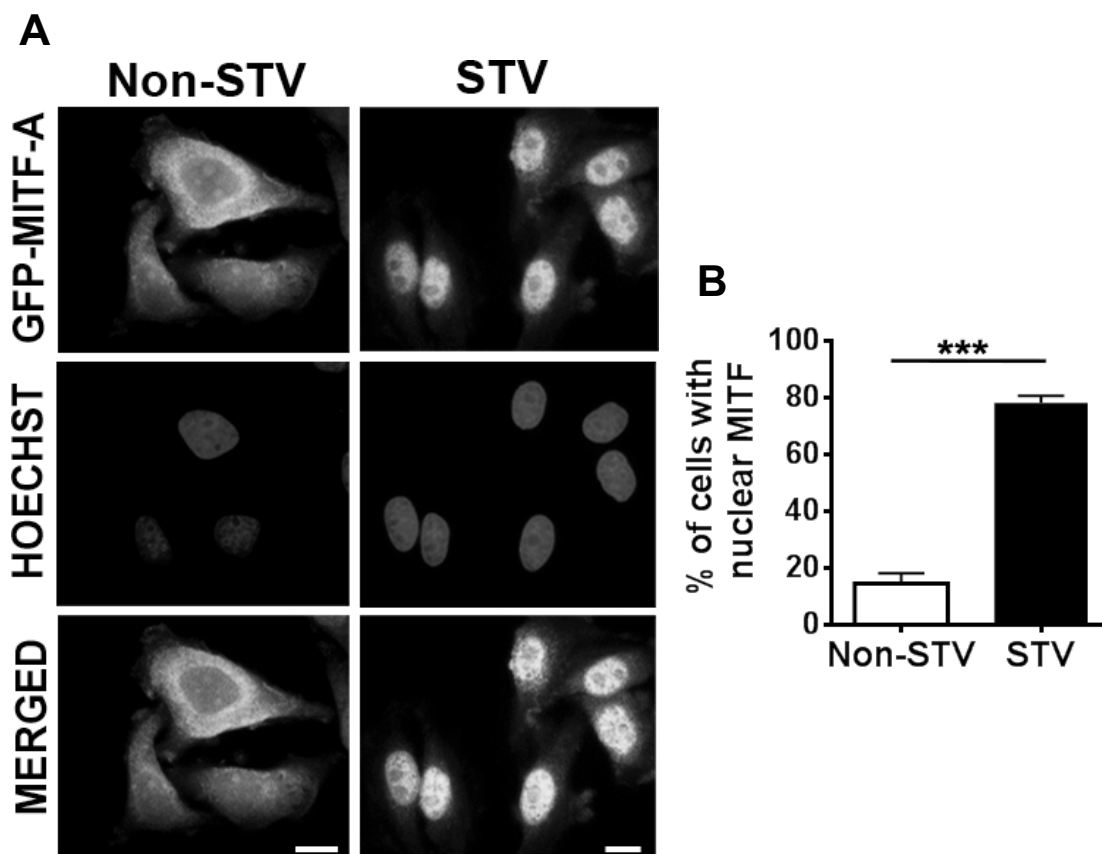 A
Non-STV STV
GFP-MITF-A
HOECHST
MERGED
B
% of cells with
nuclear MITF
100
80
60
40
20
0
***
Non-STV STV